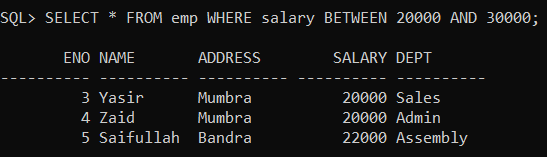 SQL> SELECT * FROM emp WHERE salary BETWEEN 20000 AND 30000;
       ENO NAME       ADDRESS        SALARY DEPT
---------- ---------- ---------- ---------- ----------
         3 Yasir      Mumbra          20000 Sales
         4 Zaid       Mumbra          20000 Admin
         5 Saifullah  Bandra          22000 Assembly